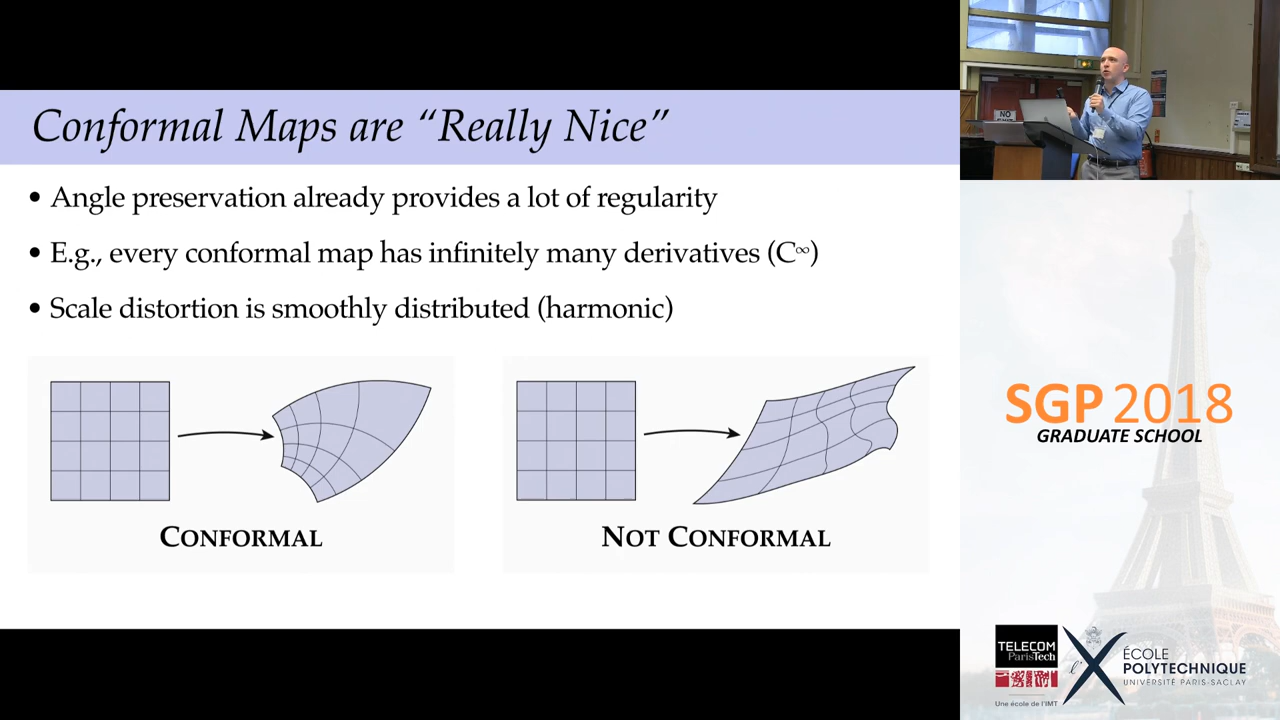 Conformal Maps are “Really Nice”
• Angle preservation already provides a lot of regularity
• E.g., every conformal map has infinitely many derivatives (C∞)
• Scale distortion is smoothly distributed (harmonic)
CONFORMAL
NOT CONFORMAL
NO
SGP 2018
GRADUATE SCHOOL
TELECOM
ParisTech
Une école de l'IMT
l'X
ÉCOLE
POLYTECHNIQUE
UNIVERSITÉ PARIS-SACLAY